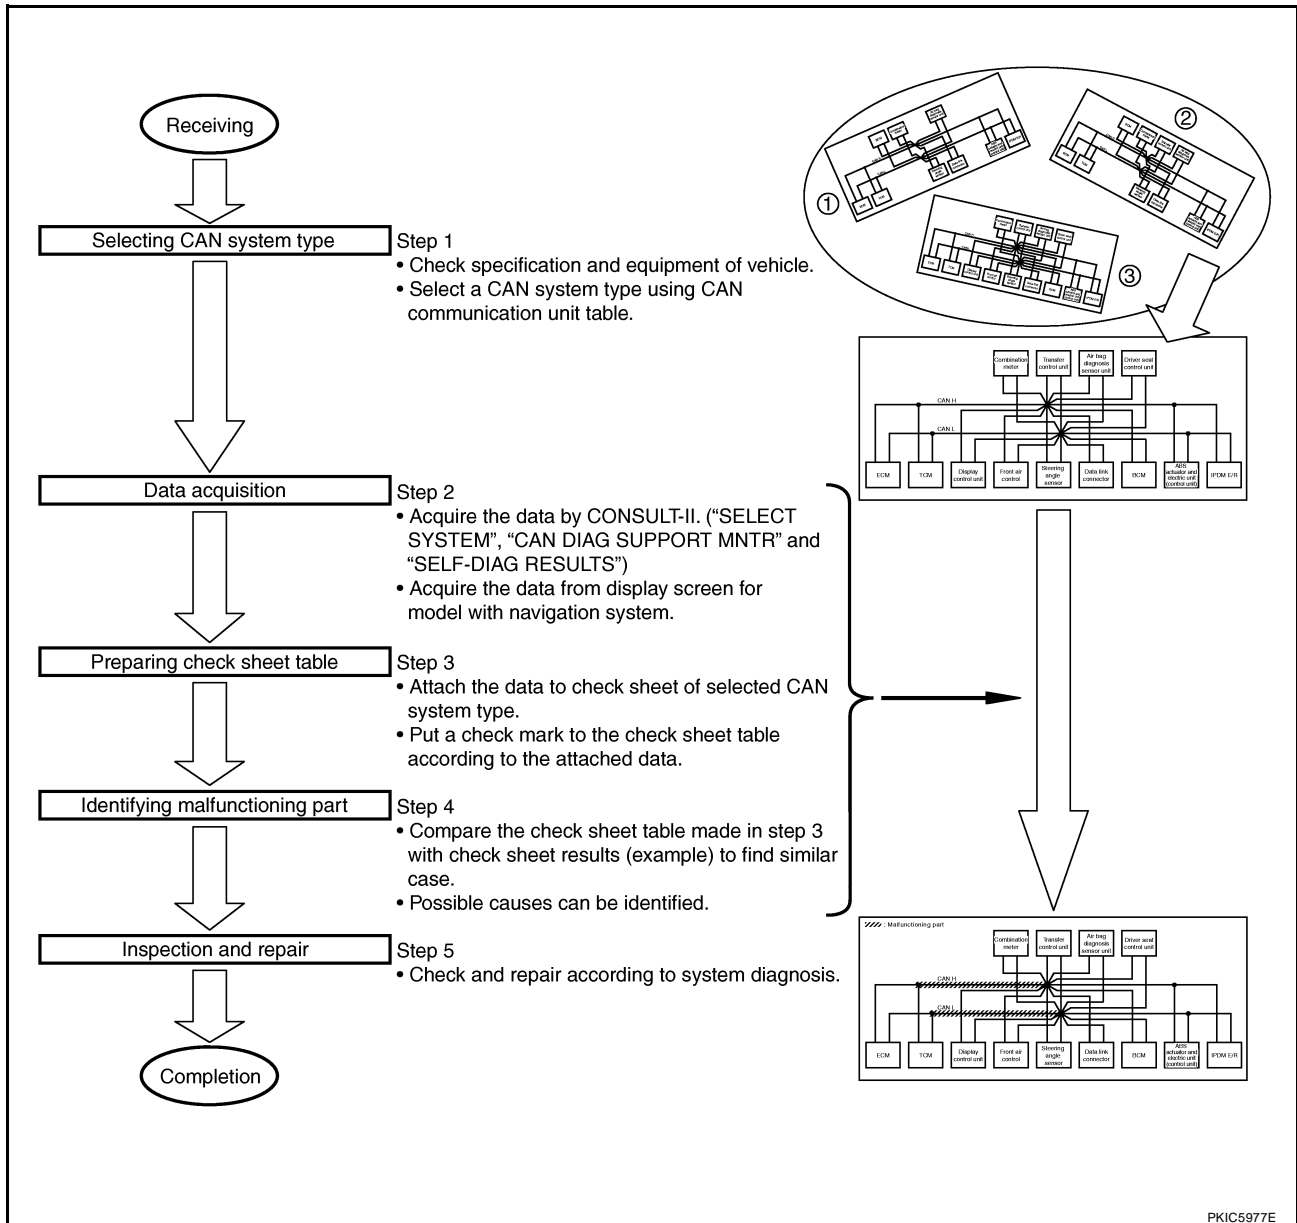 Receiving
Selecting CAN system type
Step 1
• Check specification and equipment of vehicle.
• Select a CAN system type using CAN
communication unit table.
Data acquisition
Step 2
• Acquire the data by CONSULT-II. (“SELECT
SYSTEM”, “CAN DIAG SUPPORT MNTR” and
“SELF-DIAG RESULTS”)
• Acquire the data from display screen for
model with navigation system.
Preparing check sheet table
Step 3
• Attach the data to check sheet of selected CAN
system type.
• Put a check mark to the check sheet table
according to the attached data.
Identifying malfunctioning part
Step 4
• Compare the check sheet table made in step 3
with check sheet results (example) to find similar
case.
• Possible causes can be identified.
Inspection and repair
Step 5
• Check and repair according to system diagnosis.
Completion
①
②
③
Combination
meter
Transfer
control unit
Air bag
diagnosis
sensor unit
Driver seat
control unit
CAN H
CAN L
ECM
TCM
Display
control unit
Front air
control
Steering
angle
sensor
Data link
connector
BCM
ABS
actuator and
electric unit
(control unit)
IPDM E/R
: Malfunctioning part
Combination
meter
Transfer
control unit
Air bag
diagnosis
sensor unit
Driver seat
control unit
CAN H
CAN L
ECM
TCM
Display
control unit
Front air
control
Steering
angle
sensor
Data link
connector
BCM
ABS
actuator and
electric unit
(control unit)
IPDM E/R
PKIC5977E